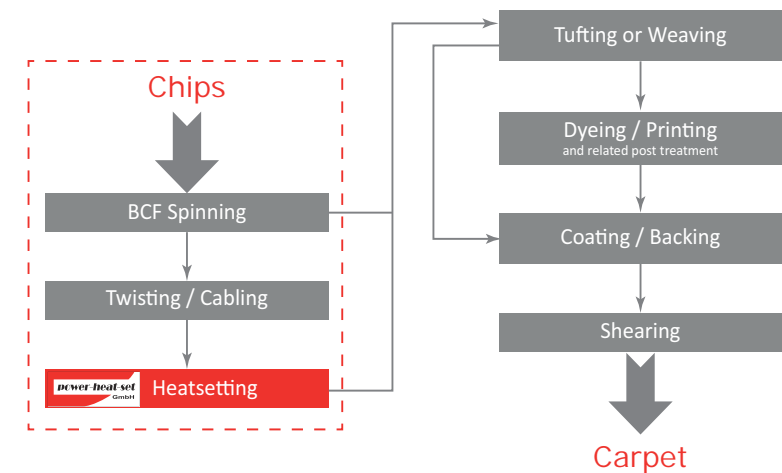 Chips
BCF Spinning
Twisting / Cabling
power-heat-set
GmbH
Heatsetting
Tufting or Weaving
Dyeing / Printing
and related post treatment
Coating / Backing
Shearing
Carpet